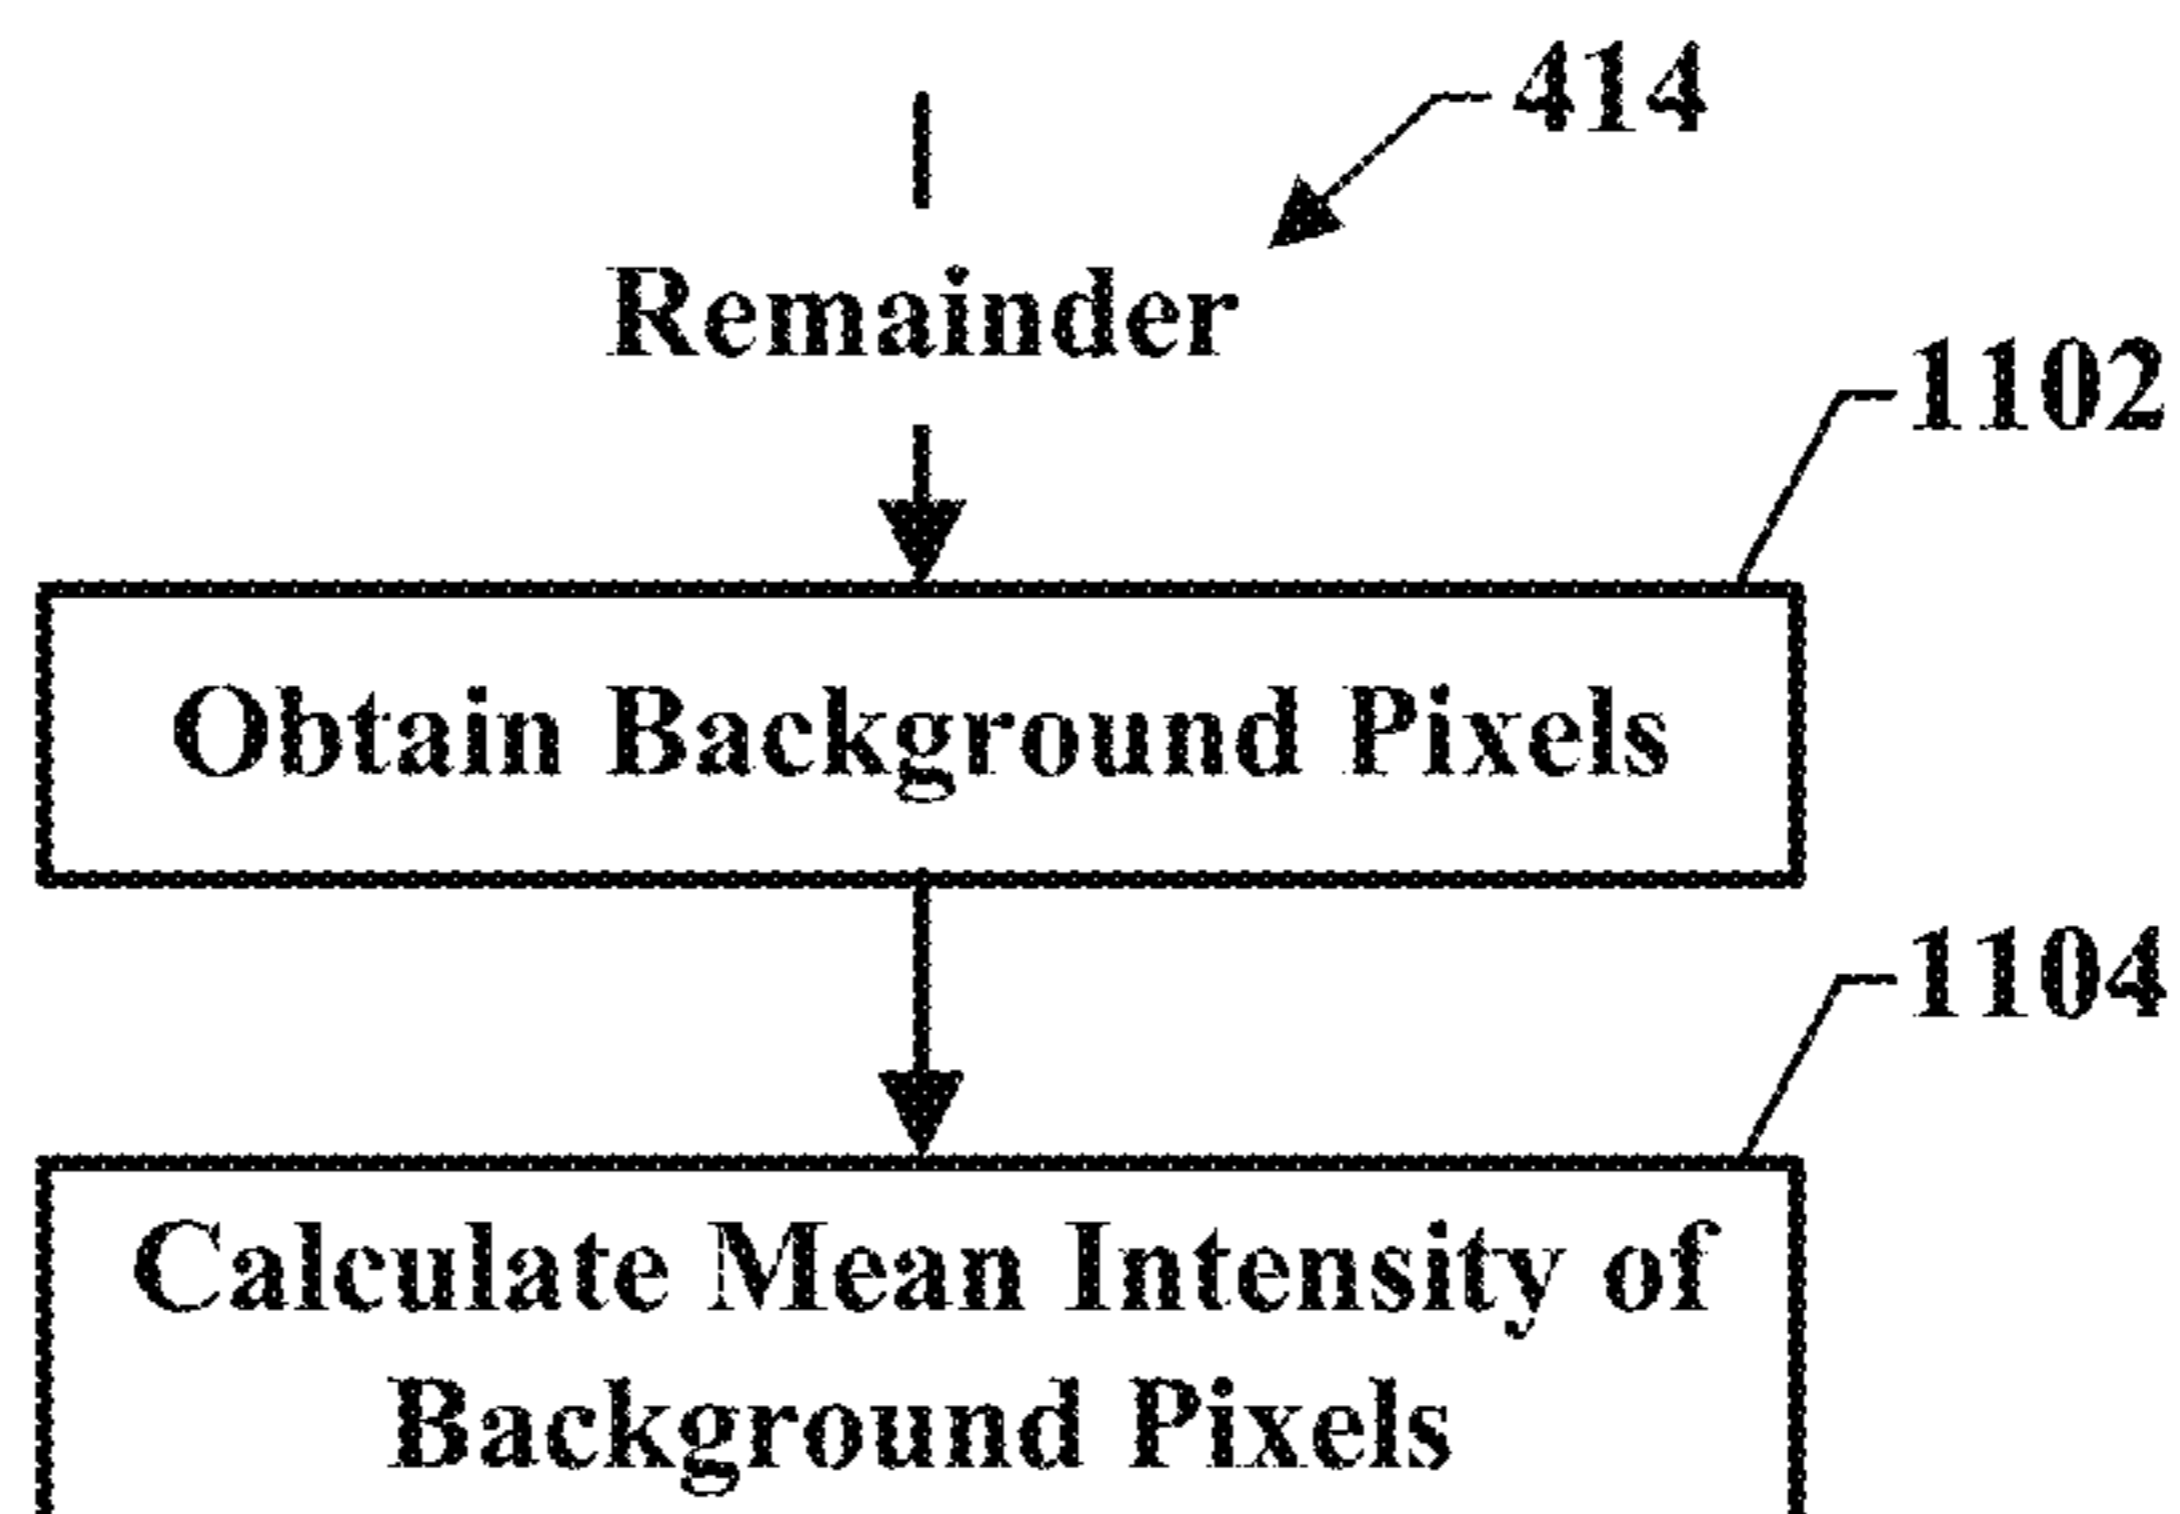 414
Remainder
1102
Obtain Background Pixels
1104
Calculate Mean Intensity of
Background Pixels